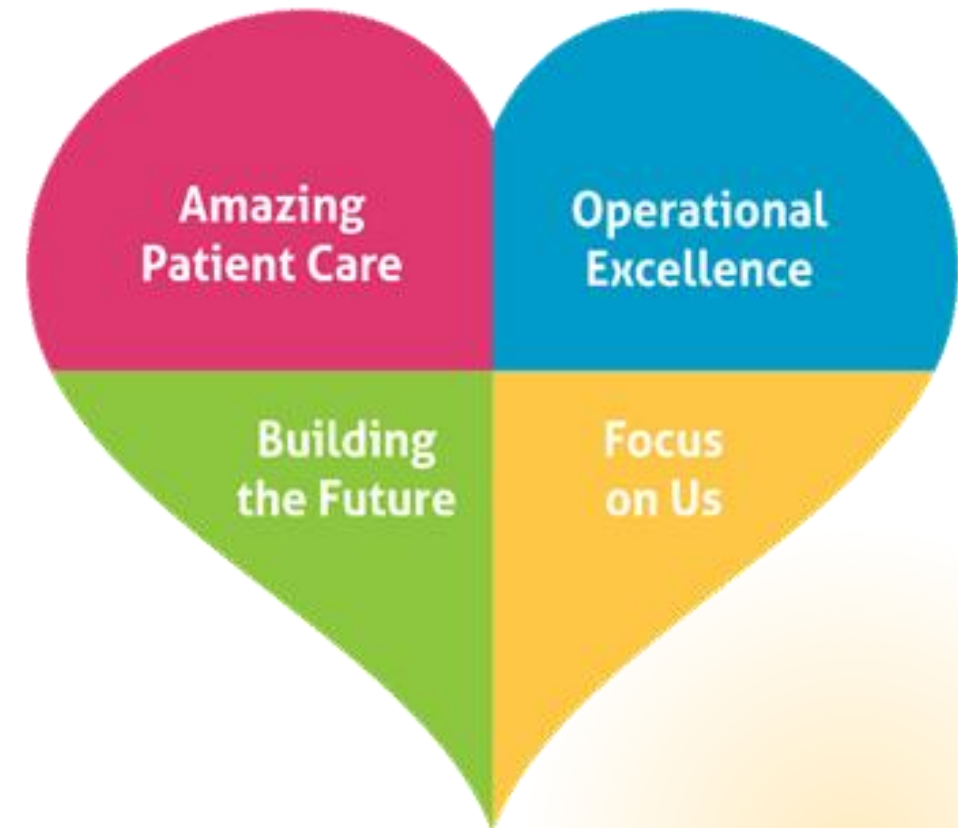 Amazing
Patient Care
Operational
Excellence
Building
the Future
Focus
on Us